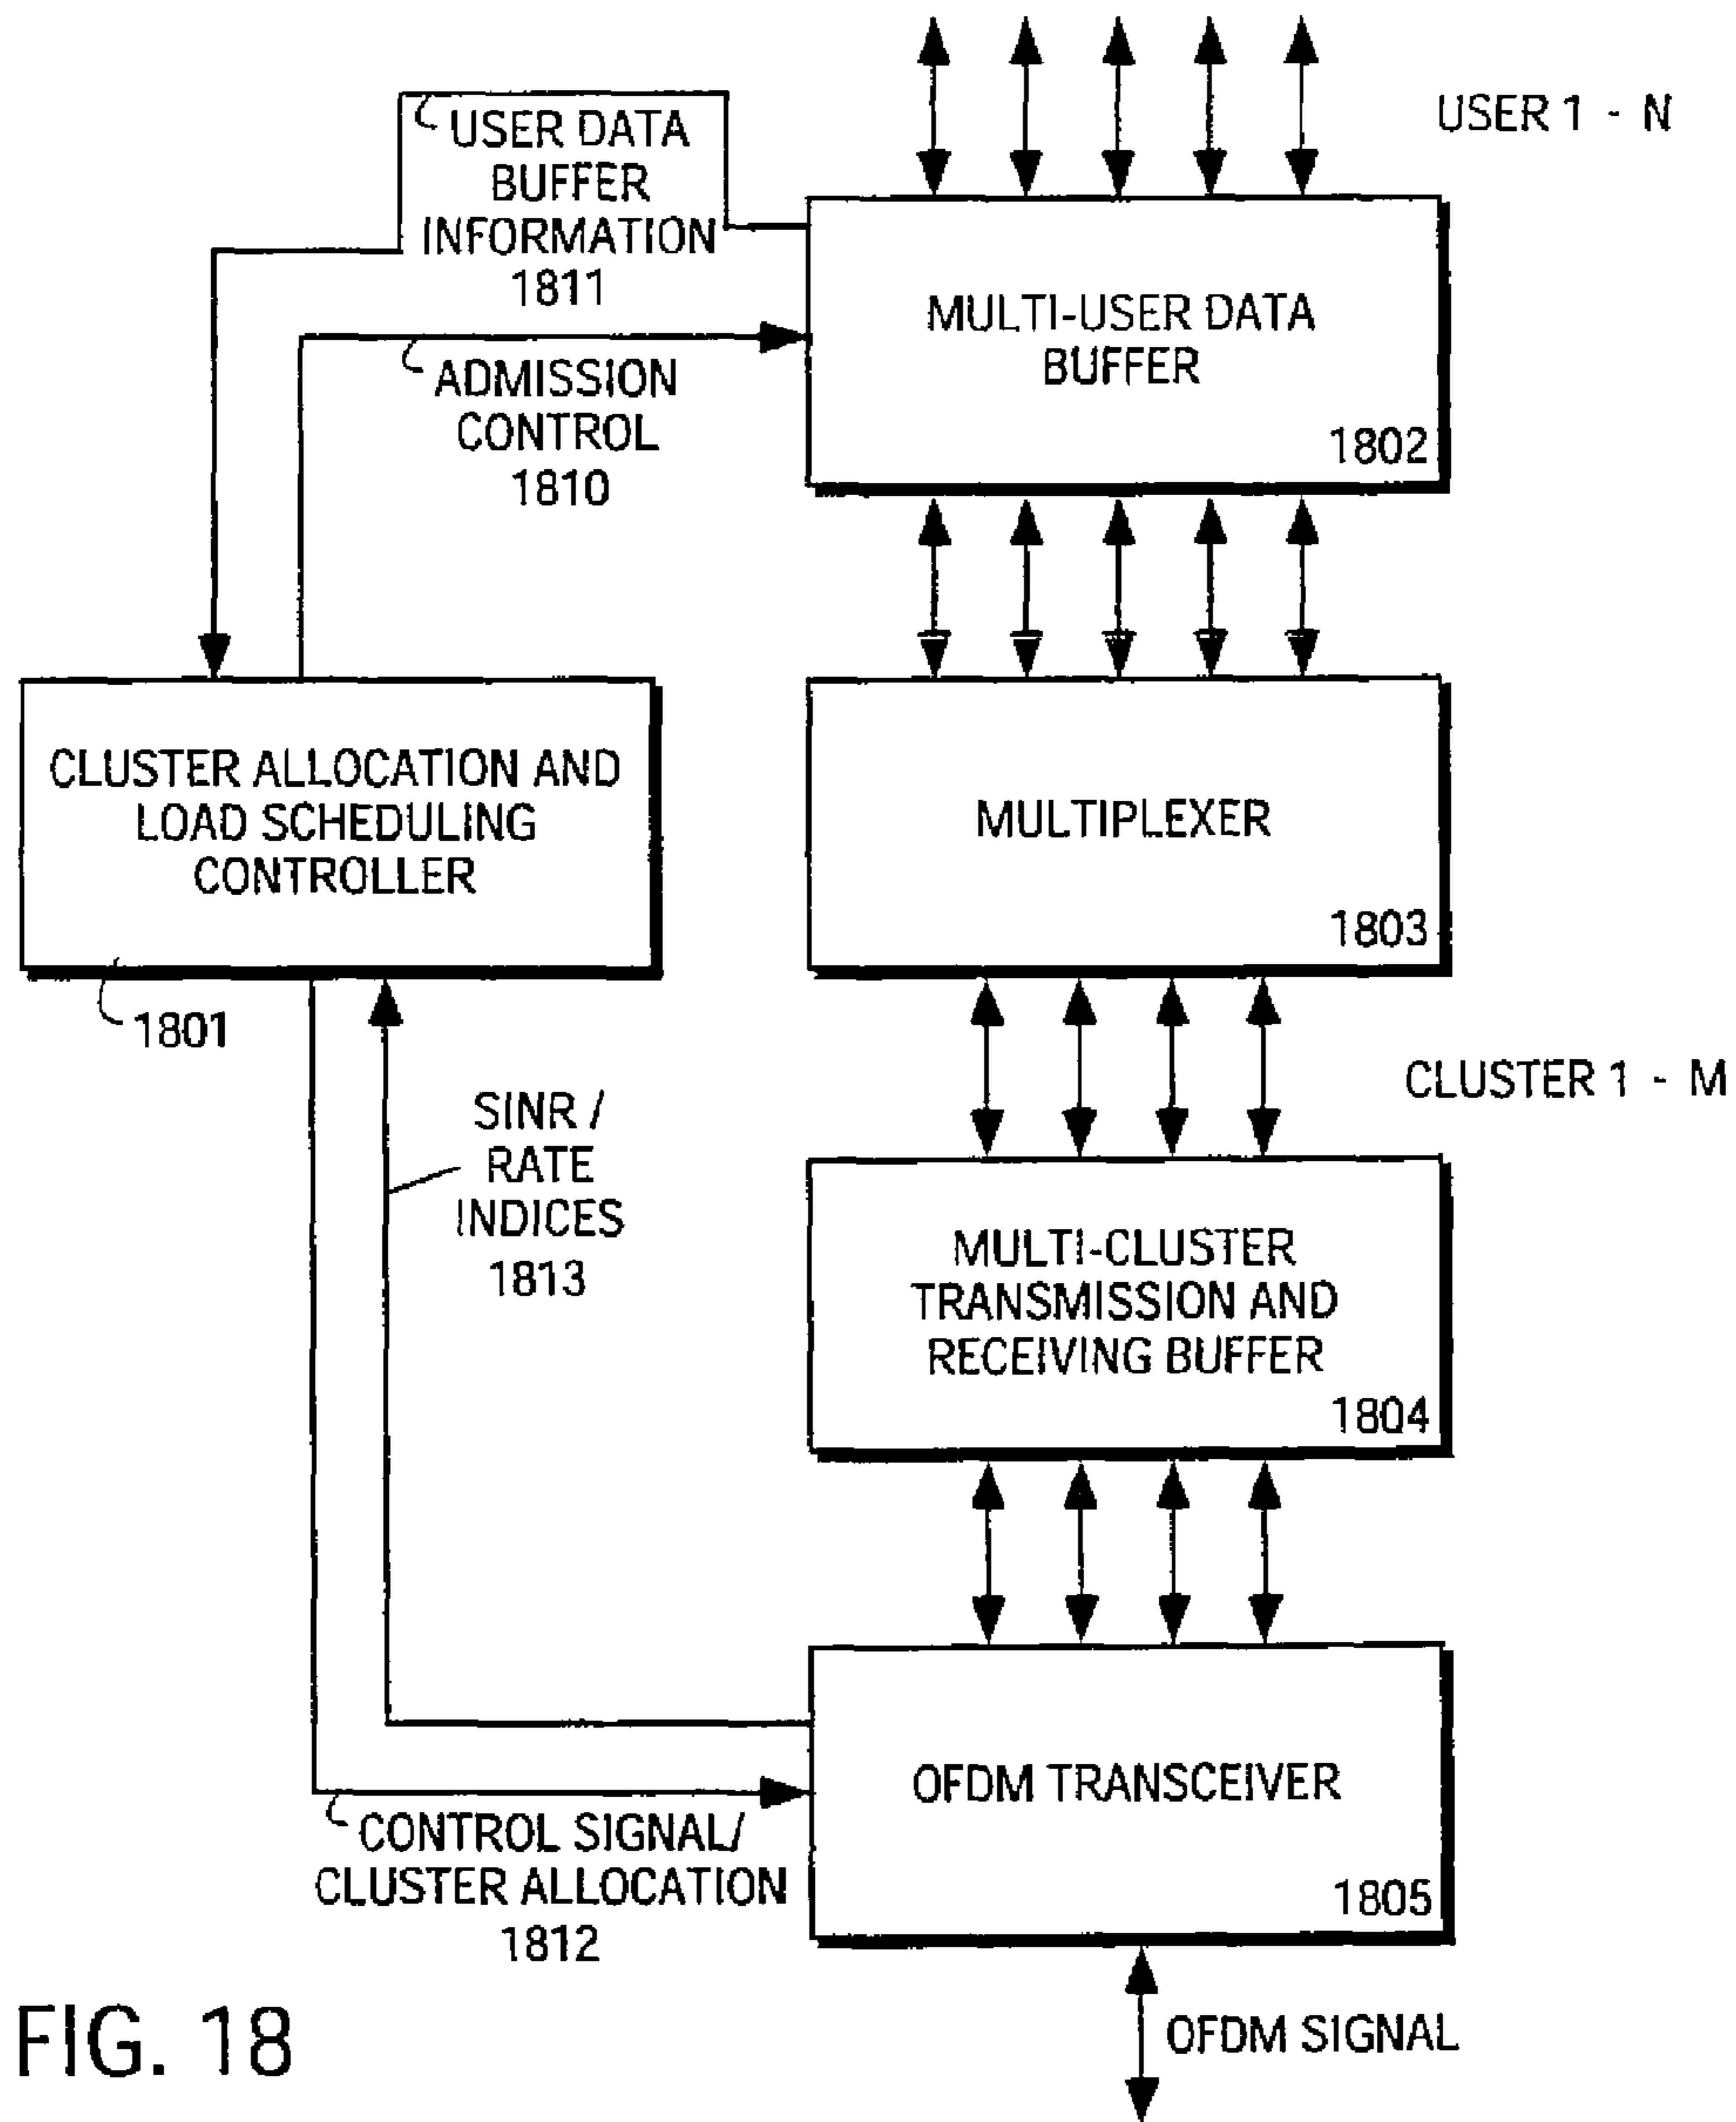 USER 1 - N
USER DATA
BUFFER
INFORMATION
1811
MULTI-USER DATA
BUFFER
1802
ADMISSION
CONTROL
1810
CLUSTER ALLOCATION AND
LOAD SCHEDULING
CONTROLLER
1801
MULTIPLEXER
1803
CLUSTER 1 - M
SINR /
RATE
INDICES
1813
MULTI-CLUSTER
TRANSMISSION AND
RECEIVING BUFFER
1804
OFDM TRANSCEIVER
1805
CONTROL SIGNAL/
CLUSTER ALLOCATION
1812
OFDM SIGNAL
FIG. 18